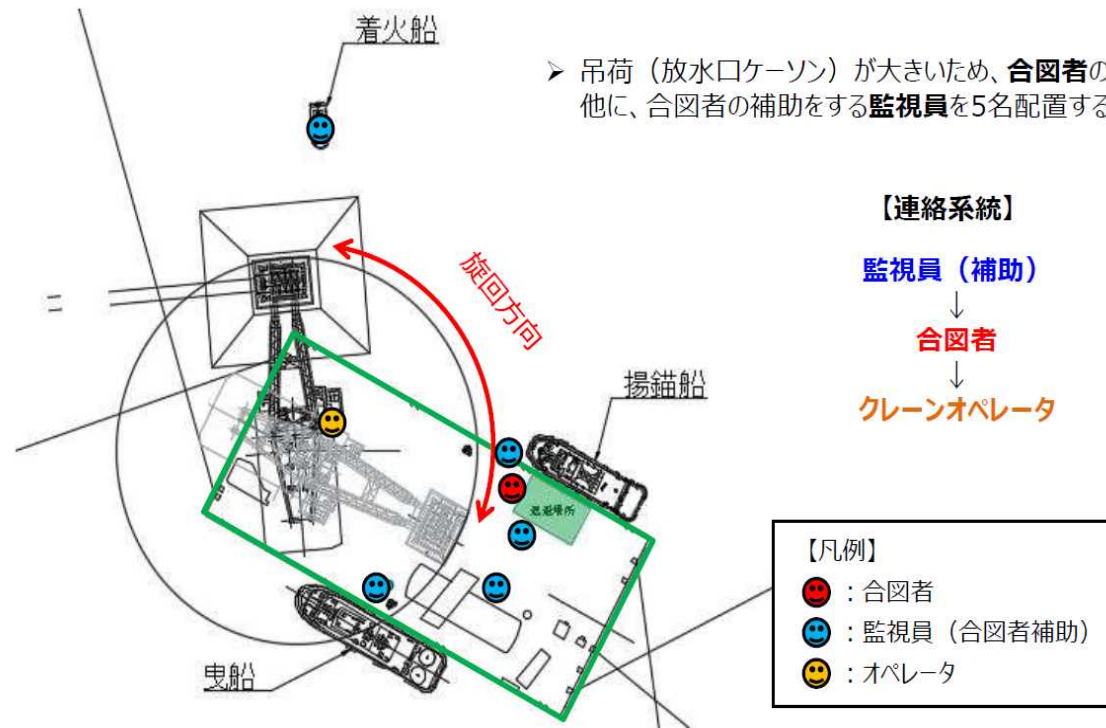 着火船
➢ 吊荷（放水口ケーソン）が大きいため、合図者の
他に、合図者の補助をする監視員を5名配置する
【連絡系統】
監視員（補助）
↓
合図者
↓
クレーンオペレータ
旋回方向
揚錨船
退避場所
曳船
【凡例】
：合図者
：監視員（合図者補助）
：オペレータ